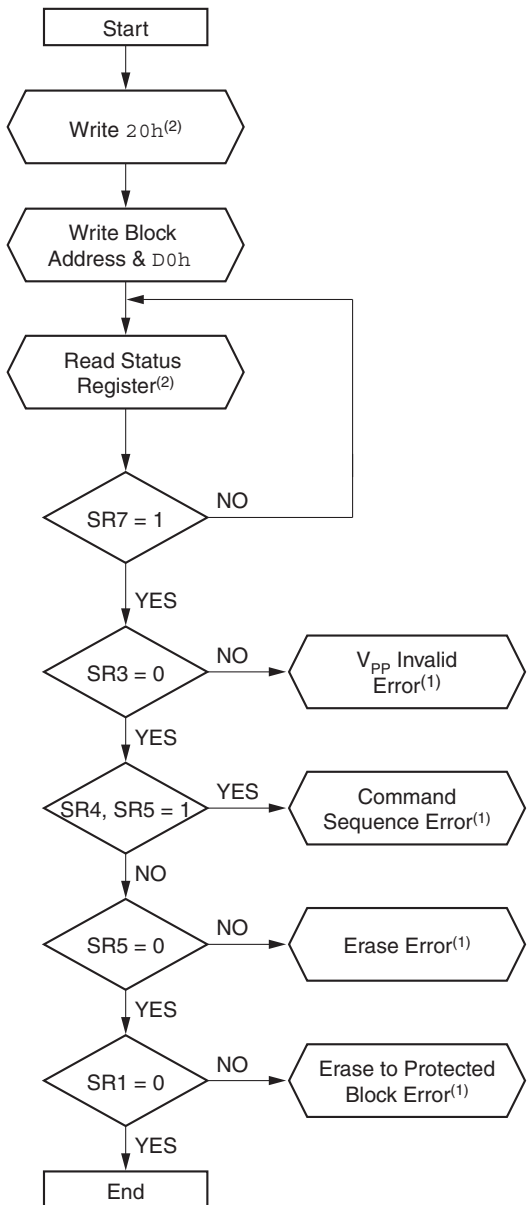 Start
Write 20h(2)
Write Block
Address & D0h
Read Status
Register(2)
NO
SR7 = 1
YES
SR3 = 0
NO
VPP Invalid
Error(1)
YES
SR4, SR5 = 1
YES
Command
Sequence Error(1)
NO
SR5 = 0
NO
Erase Error(1)
YES
SR1 = 0
NO
Erase to Protected
Block Error(1)
YES
End